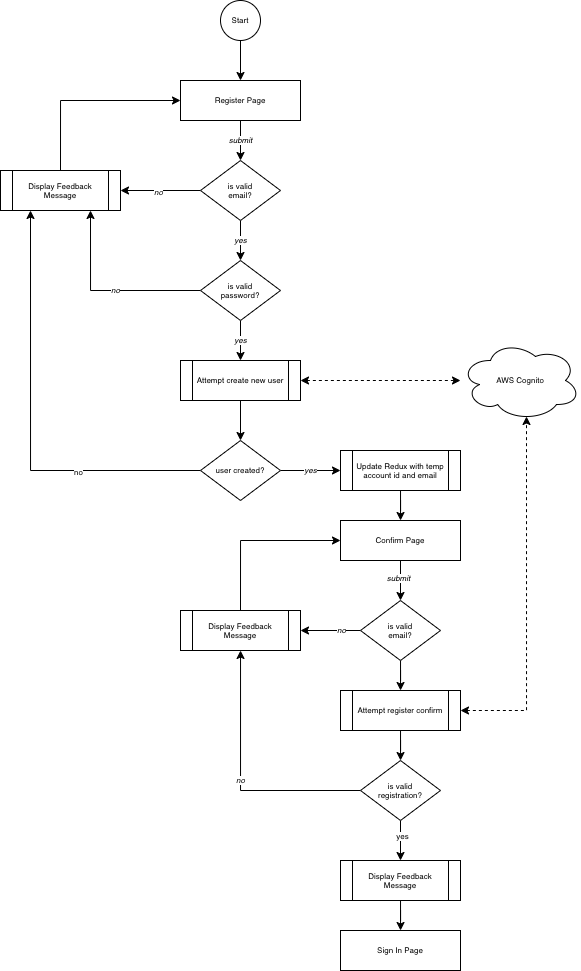 Start
Register Page
submit
is valid
email?
no
Display Feedback
Message
yes
is valid
password?
no
yes
Attempt create new user
AWS Cognito
user created?
no
yes
Update Redux with temp
account id and email
Confirm Page
submit
is valid
email?
no
Display Feedback
Message
Attempt register confirm
is valid
registration?
no
yes
Display Feedback
Message
Sign In Page